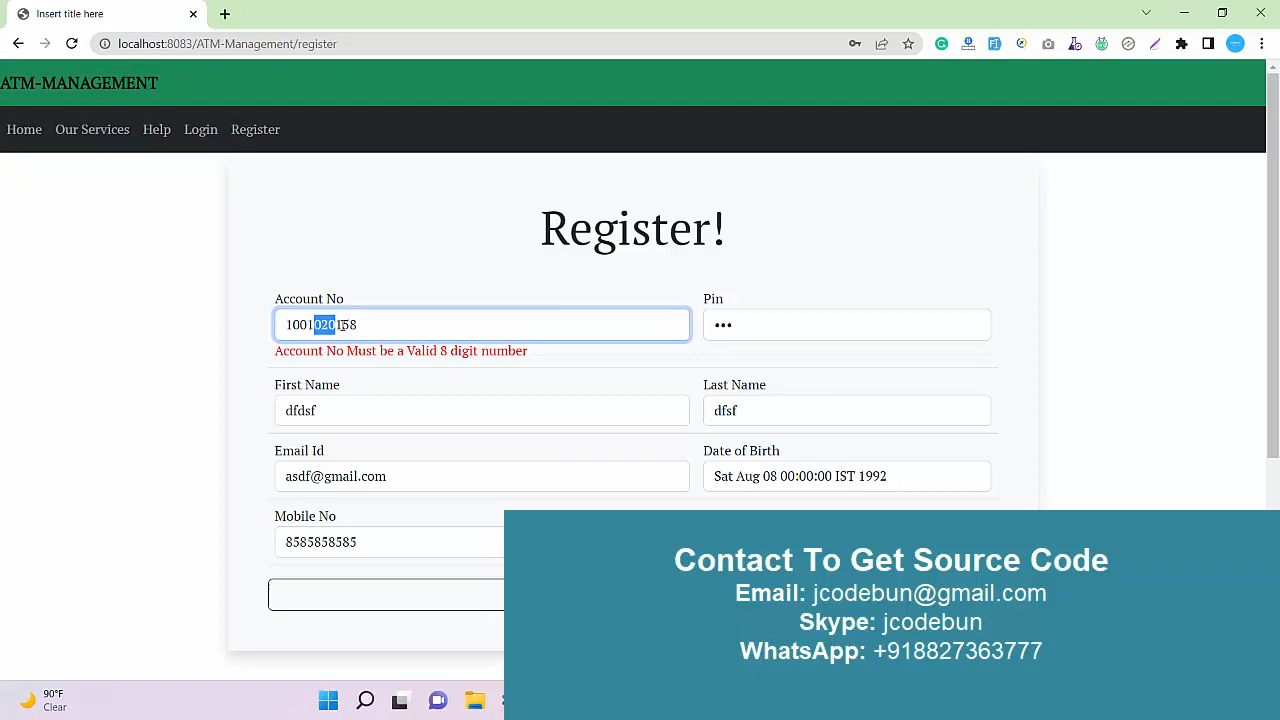 Insert title here
localhost:8083/ATM-Management/register
ATM-MANAGEMENT
Home Our Services Help Login Register
Register!
Account No Pin
1001020158 •••
Account No Must be a Valid 8 digit number
First Name Last Name
dfdsf dfsf
Email Id Date of Birth
asdf@gmail.com Sat Aug 08 00:00:00 IST 1992
Mobile No
8585858585
Contact To Get Source Code
Email: jcodebun@gmail.com
Skype: jcodebun
WhatsApp: +918827363777
90°F
Clear